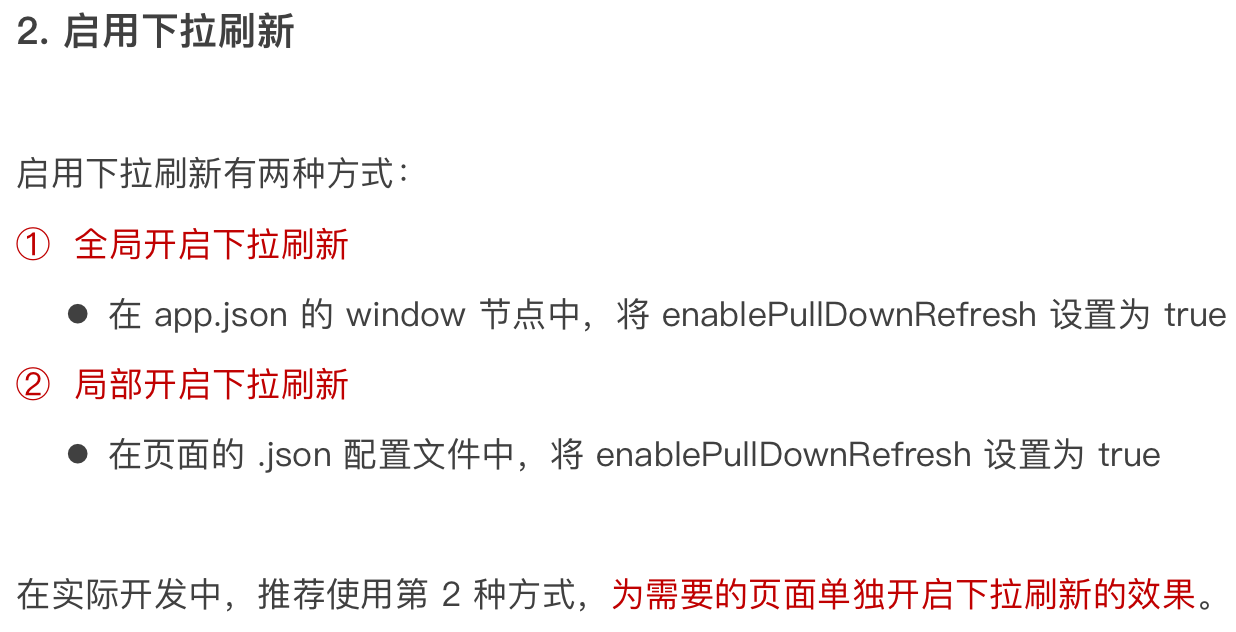 2. 启用下拉刷新
启用下拉刷新有两种方式：
① 全局开启下拉刷新
● 在 app.json 的 window 节点中，将 enablePullDownRefresh 设置为 true
② 局部开启下拉刷新
● 在页面的 .json 配置文件中，将 enablePullDownRefresh 设置为 true
在实际开发中，推荐使用第 2 种方式，为需要的页面单独开启下拉刷新的效果。